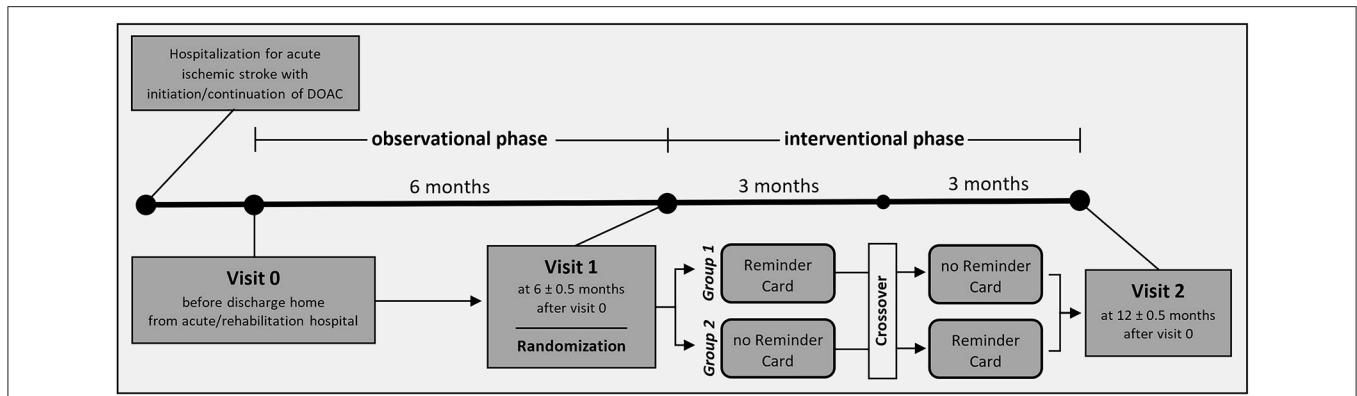 Hospitalization for acute
ischemic stroke with
initiation/continuation of DOAC
observational phase
interventional phase
6 months
3 months
3 months
Visit 0
before discharge home
from acute/rehabilitation hospital
Visit 1
at 6 ± 0.5 months
after visit 0
Randomization
Group 1
Reminder
Card
Group 2
no Reminder
Card
Crossover
no Reminder
Card
Reminder
Card
Visit 2
at 12 ± 0.5 months
after visit 0